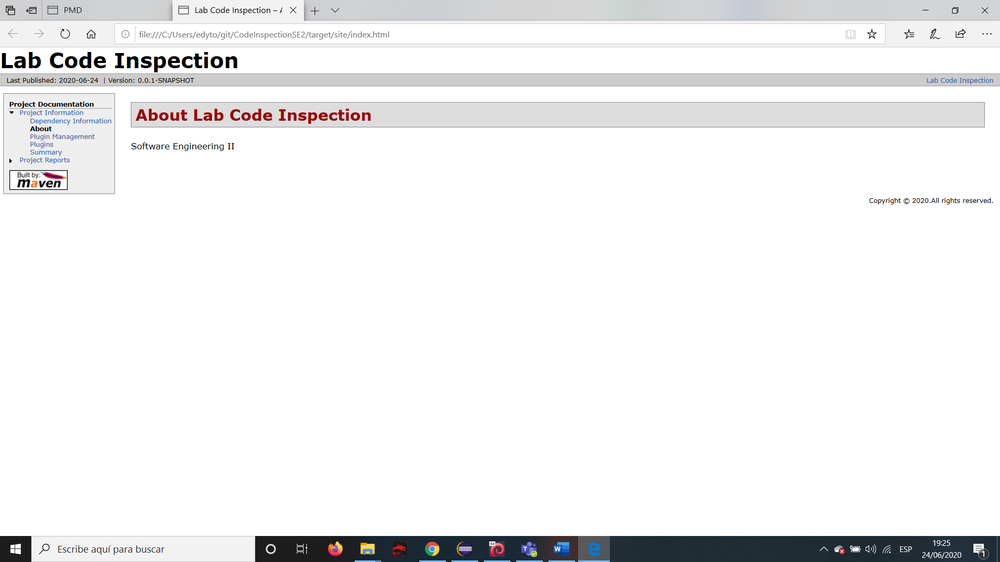 PMD
Lab Code Inspection – A
file:///C:/Users/edyto/git/CodeInspectionSE2/target/site/index.html
Lab Code Inspection
Last Published: 2020-06-24 | Version: 0.0.1-SNAPSHOT
Lab Code Inspection
Project Documentation
Project Information
Dependency Information
About
Plugin Management
Plugins
Summary
Project Reports
Built by:
maven
About Lab Code Inspection
Software Engineering II
Copyright © 2020.All rights reserved.
Escribe aquí para buscar
64
T
W
ESP
19:25
24/06/2020
1